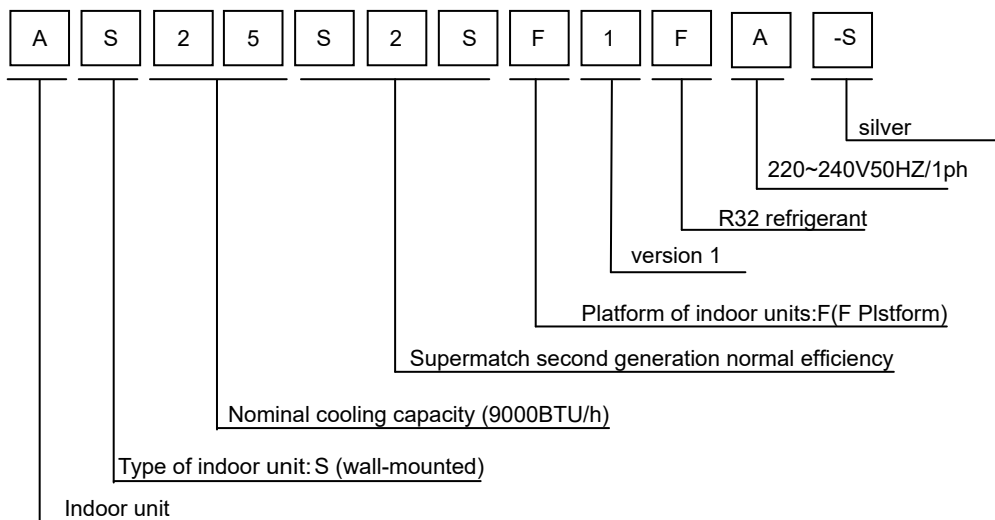 A S 2 5 S 2 S F 1 F A -S
silver
220~240V50HZ/1ph
R32 refrigerant
version 1
Platform of indoor units:F(F Plstform)
Supermatch second generation normal efficiency
Nominal cooling capacity (9000BTU/h)
Type of indoor unit: S (wall-mounted)
Indoor unit